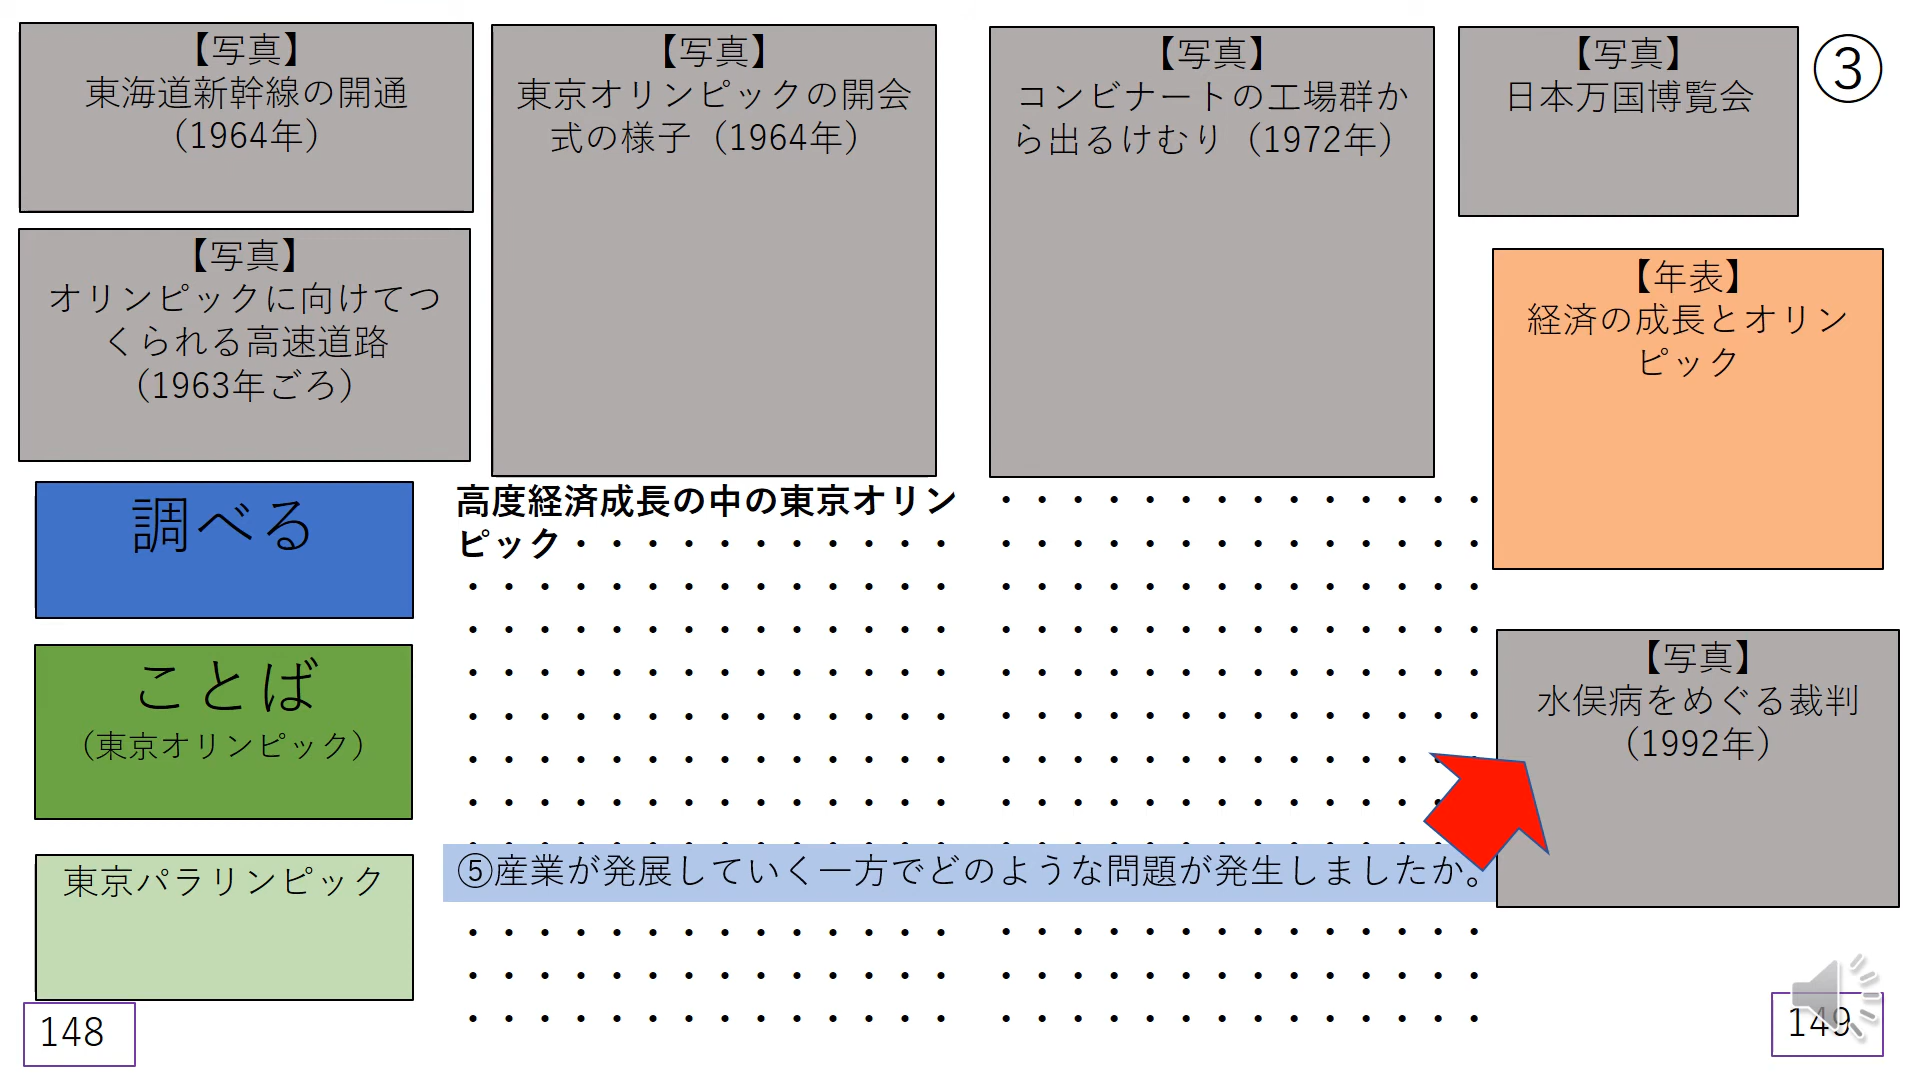 【写真】
東海道新幹線の開通
（1964年）
【写真】
オリンピックに向けてつ
くられる高速道路
（1963年ごろ）
【写真】
東京オリンピックの開会
式の様子（1964年）
【写真】
コンビナートの工場群か
ら出るけむり（1972年）
【写真】
日本万国博覧会
③
【年表】
経済の成長とオリン
ピック
調べる
ことば
（東京オリンピック）
東京パラリンピック
高度経済成長の中の東京オリン
ピック・・・・・・・・・・・
⑤産業が発展していく一方でどのような問題が発生しましたか。
【写真】
水俣病をめぐる裁判
（1992年）
148
149